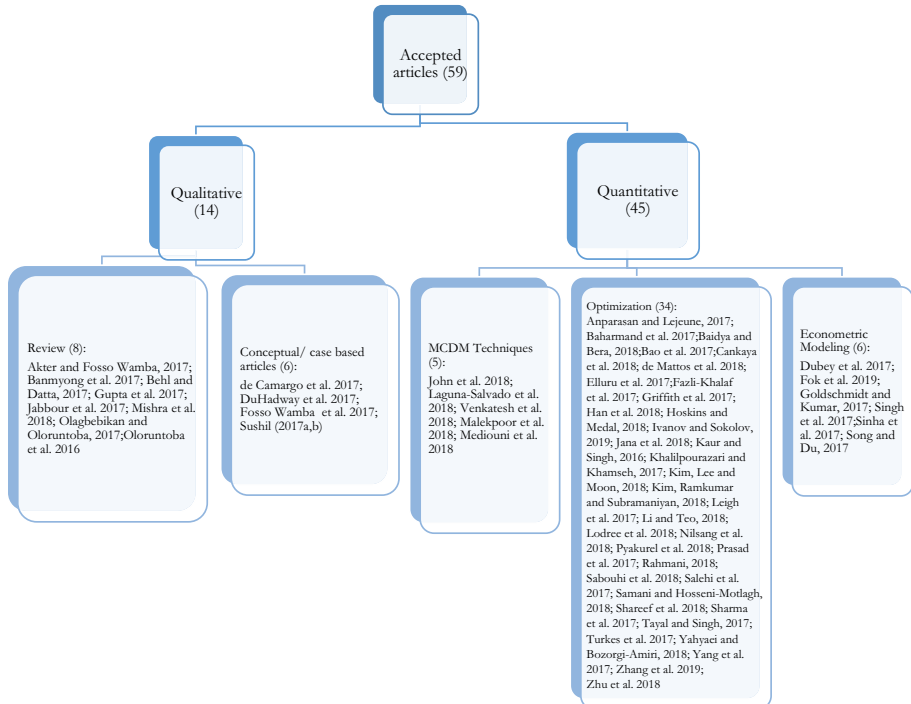 Accepted
articles (59)
Qualitative
(14)
Quantitative
(45)
Review (8):
Akter and Fosso Wamba, 2017;
Banmyong et al. 2017; Behl and
Datta, 2017; Gupta et al. 2017;
Jabbour et al. 2017; Mishra et al.
2018; Olagbebikan and
Oloruntoba, 2017;Oloruntoba
et al. 2016
Conceptual/ case based
articles (6):
de Camargo et al. 2017;
DuHadway et al. 2017;
Fosso Wamba et al. 2017;
Sushil (2017a,b)
MCDM Techniques
(5):
John et al. 2018;
Laguna-Salvado et al.
2018; Venkatesh et al.
2018; Malekpoor et al.
2018; Mediouni et al.
2018
Optimization (34):
Anparasan and Lejeune, 2017;
Baharmand et al. 2017;Baidya and
Bera, 2018;Bao et al. 2017;Cankaya
et al. 2018; de Mattos et al. 2018;
Elluru et al. 2017;Fazli-Khalaf
et al. 2017; Griffith et al. 2017;
Han et al. 2018; Hoskins and
Medal, 2018; Ivanov and Sokolov,
2019; Jana et al. 2018; Kaur and
Singh, 2016; Khalilpourazari and
Khamseh, 2017; Kim, Lee and
Moon, 2018; Kim, Ramkumar
and Subramaniyan, 2018; Leigh
et al. 2017; Li and Teo, 2018;
Lodree et al. 2018; Nilsang et al.
2018; Pyakurel et al. 2018; Prasad
et al. 2017; Rahmani, 2018;
Sabouhi et al. 2018; Salehi et al.
2017; Samani and Hosseni-Motlagh,
2018; Shareef et al. 2018; Sharma
et al. 2017; Tayal and Singh, 2017;
Turkes et al. 2017; Yahyaei and
Bozorgi-Amiri, 2018; Yang et al.
2017; Zhang et al. 2019;
Zhu et al. 2018
Econometric
Modeling (6):
Dubey et al. 2017;
Fok et al. 2019;
Goldschmidt and
Kumar, 2017; Singh
et al. 2017;Sinha et
al. 2017; Song and
Du, 2017